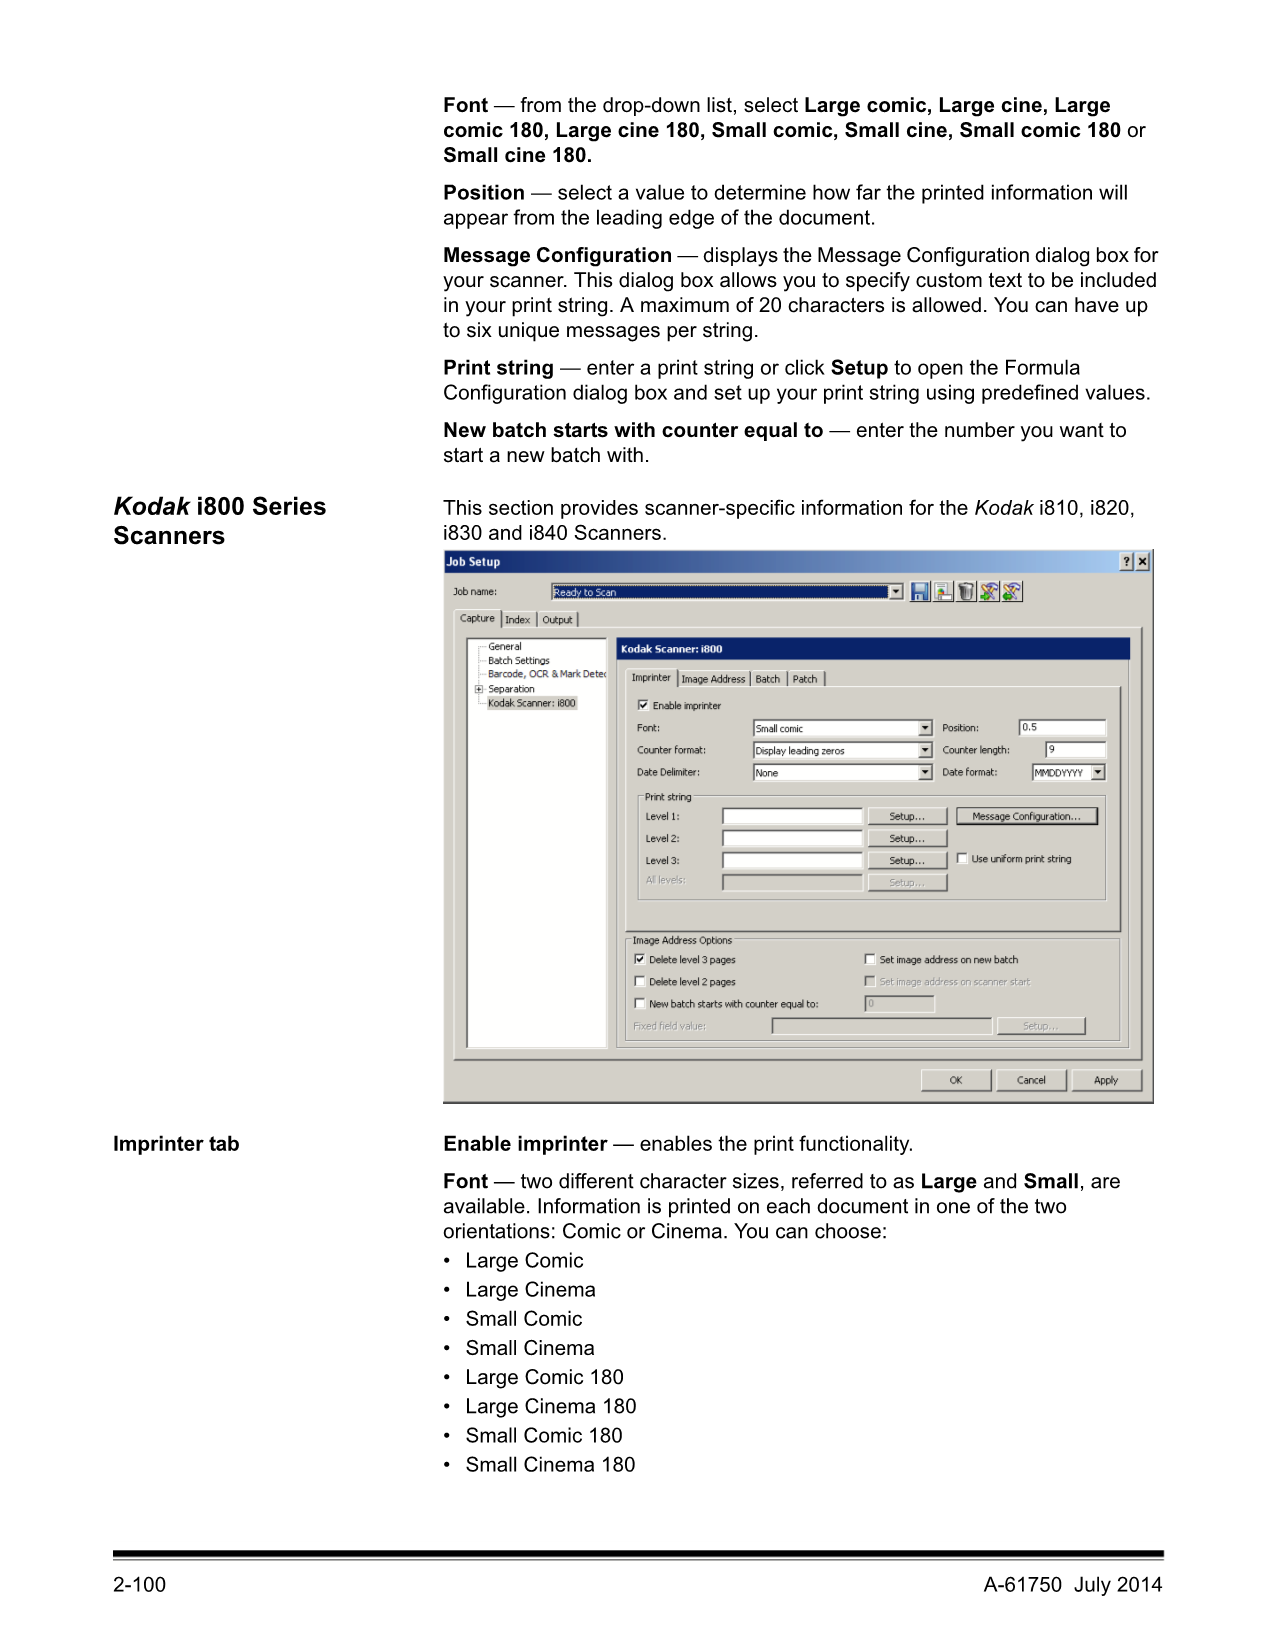 Font — from the drop-down list, select Large comic, Large cine, Large
comic 180, Large cine 180, Small comic, Small cine, Small comic 180 or
Small cine 180.
Position — select a value to determine how far the printed information will
appear from the leading edge of the document.
Message Configuration — displays the Message Configuration dialog box for
your scanner. This dialog box allows you to specify custom text to be included
in your print string. A maximum of 20 characters is allowed. You can have up
to six unique messages per string.
Print string — enter a print string or click Setup to open the Formula
Configuration dialog box and set up your print string using predefined values.
New batch starts with counter equal to — enter the number you want to
start a new batch with.
Kodak i800 Series
Scanners
This section provides scanner-specific information for the Kodak i810, i820,
i830 and i840 Scanners.
Job Setup
Job name: Ready to Scan
Capture Index Output
General
Batch Settings
Barcode, OCR & Mark Detec
Separation
Kodak Scanner: i800
Kodak Scanner: i800
Imprinter Image Address Batch Patch
Enable imprinter
Font: Small comic Position: 0.5
Counter format: Display leading zeros Counter length: 9
Date Delimiter: None Date format: MMDDYYYY
Print string
Level 1: Setup... Message Configuration...
Level 2: Setup...
Level 3: Setup... Use uniform print string
All levels: Setup...
Image Address Options
Delete level 3 pages Set image address on new batch
Delete level 2 pages Set image address on scanner start
New batch starts with counter equal to: 0
Fixed field value: Setup...
OK Cancel Apply
Imprinter tab
Enable imprinter — enables the print functionality.
Font — two different character sizes, referred to as Large and Small, are
available. Information is printed on each document in one of the two
orientations: Comic or Cinema. You can choose:
• Large Comic
• Large Cinema
• Small Comic
• Small Cinema
• Large Comic 180
• Large Cinema 180
• Small Comic 180
• Small Cinema 180
2-100 A-61750 July 2014